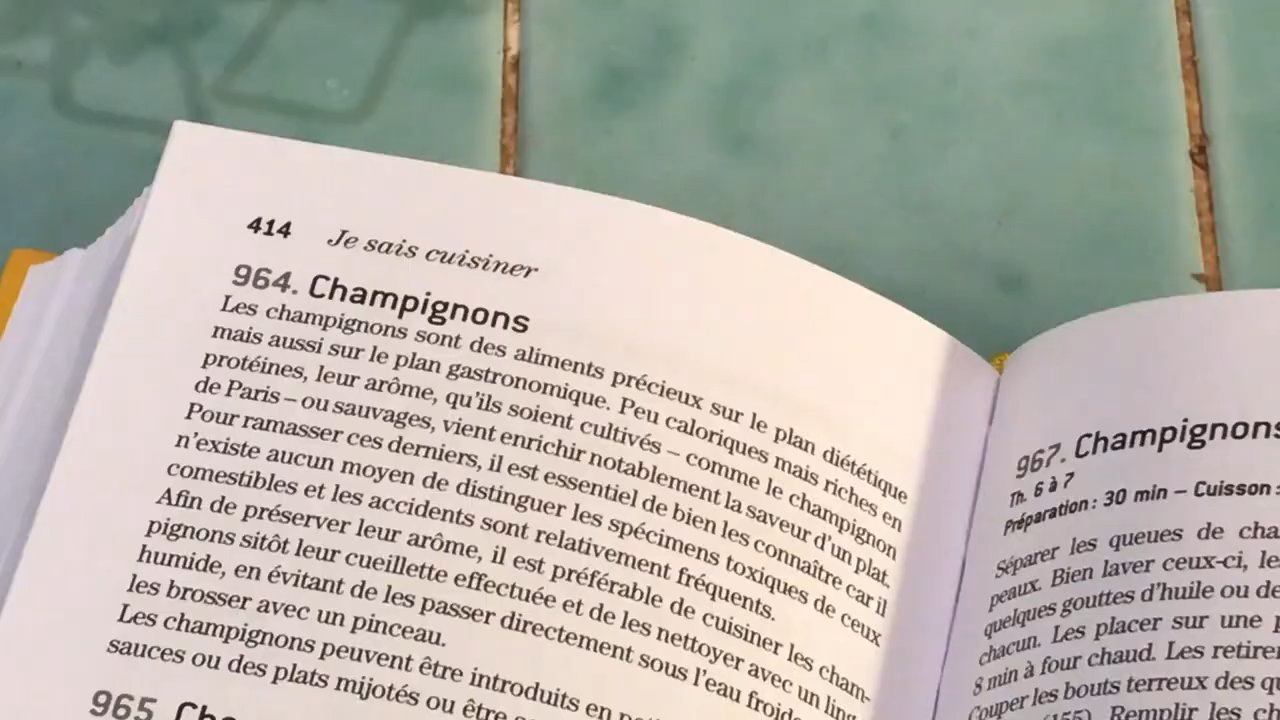 414 Je sais cuisiner
964. Champignons
Les champignons sont des aliments précieux sur le plan diététique
mais aussi sur le plan gastronomique. Peu caloriques mais riches en
protéines, leur arôme, qu'ils soient cultivés – comme le champignon
de Paris – ou sauvages, vient enrichir notablement la saveur d'un plat.
Pour ramasser ces derniers, il est essentiel de bien les connaître car il
n'existe aucun moyen de distinguer les spécimens toxiques de ceux
comestibles et les accidents sont relativement fréquents.
Afin de préserver leur arôme, il est préférable de cuisiner les cham-
pignons sitôt leur cueillette effectuée et de les nettoyer avec un ling
humide, en évitant de les passer directement sous l'eau froide
les brosser avec un pinceau.
Les champignons peuvent être introduits en
sauces ou des plats mijotés ou être
965
967. Champignons
Th. 6 à 7
Préparation : 30 min – Cuisson :
Séparer les queues de cha
peaux. Bien laver ceux-ci, le
quelques gouttes d'huile ou de
chacun. Les placer sur une p
8 min à four chaud. Les retirer
Couper les bouts terreux des qu
(155). Remplir les ch